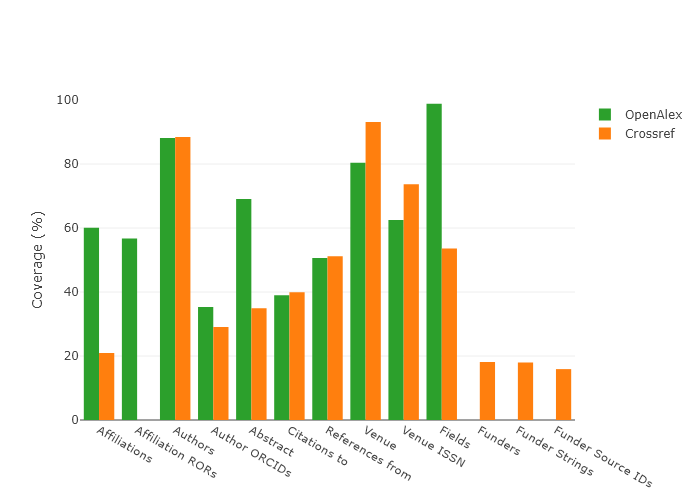 100
80
60
40
20
0
Coverage (%)
OpenAlex
Crossref
Affiliations
Affiliation RORs
Authors
Author ORCIDs
Abstract
Citations to
References from
Venue
Venue ISSN
Fields
Funders
Funder Strings
Funder Source IDs